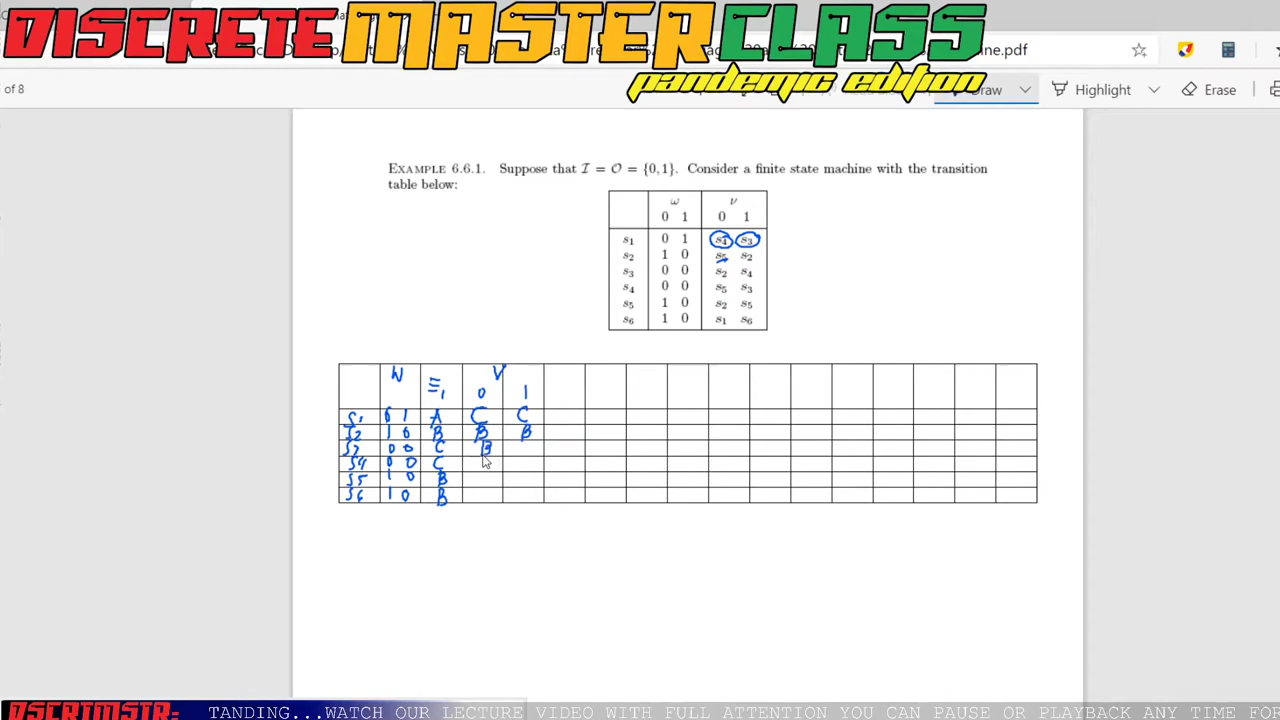 DISCRETE MASTERCLASS
pandemic edition
ine.pdf
of 8
Draw
Highlight
Erase
EXAMPLE 6.6.1. Suppose that ℐ = 𝒪 = {0, 1}. Consider a finite state machine with the transition
table below:
ω ν
0 1 0 1
s₁ 0 1 s₄ s₃
s₂ 1 0 s₅ s₂
s₃ 0 0 s₂ s₄
s₄ 0 0 s₅ s₃
s₅ 1 0 s₂ s₅
s₆ 1 0 s₁ s₆
W Ξ₁ V
0 1
S1 0 1 A C C
S2 1 0 B B B
S3 0 0 C B
S4 0 0 C
S5 1 0 B
S6 1 0 B
DSCRTMSTR: TANDING...WATCH OUR LECTURE VIDEO WITH FULL ATTENTION YOU CAN PAUSE OR PLAYBACK ANY TIME FOR